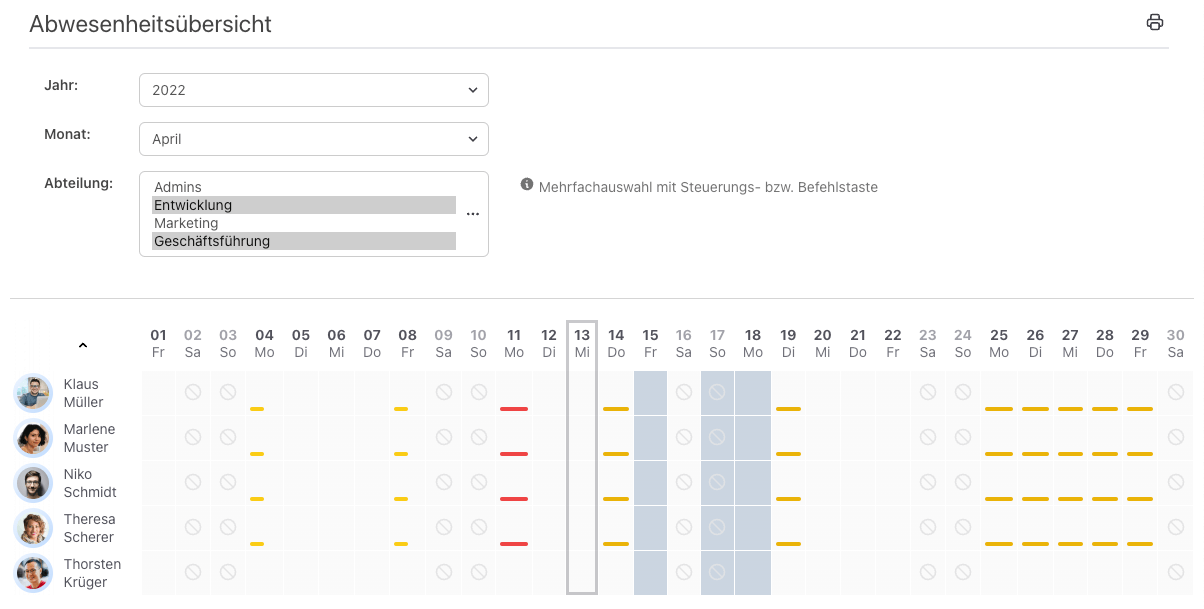 Abwesenheitsübersicht
Jahr:
2022
Monat:
April
Abteilung:
Admins
Entwicklung
Marketing
Geschäftsführung
...
Mehrfachauswahl mit Steuerungs- bzw. Befehlstaste
01 02 03 04 05 06 07 08 09 10 11 12 13 14 15 16 17 18 19 20 21 22 23 24 25 26 27 28 29 30
Fr Sa So Mo Di Mi Do Fr Sa So Mo Di Mi Do Fr Sa So Mo Di Mi Do Fr Sa So Mo Di Mi Do Fr Sa
Klaus
Müller
Marlene
Muster
Niko
Schmidt
Theresa
Scherer
Thorsten
Krüger